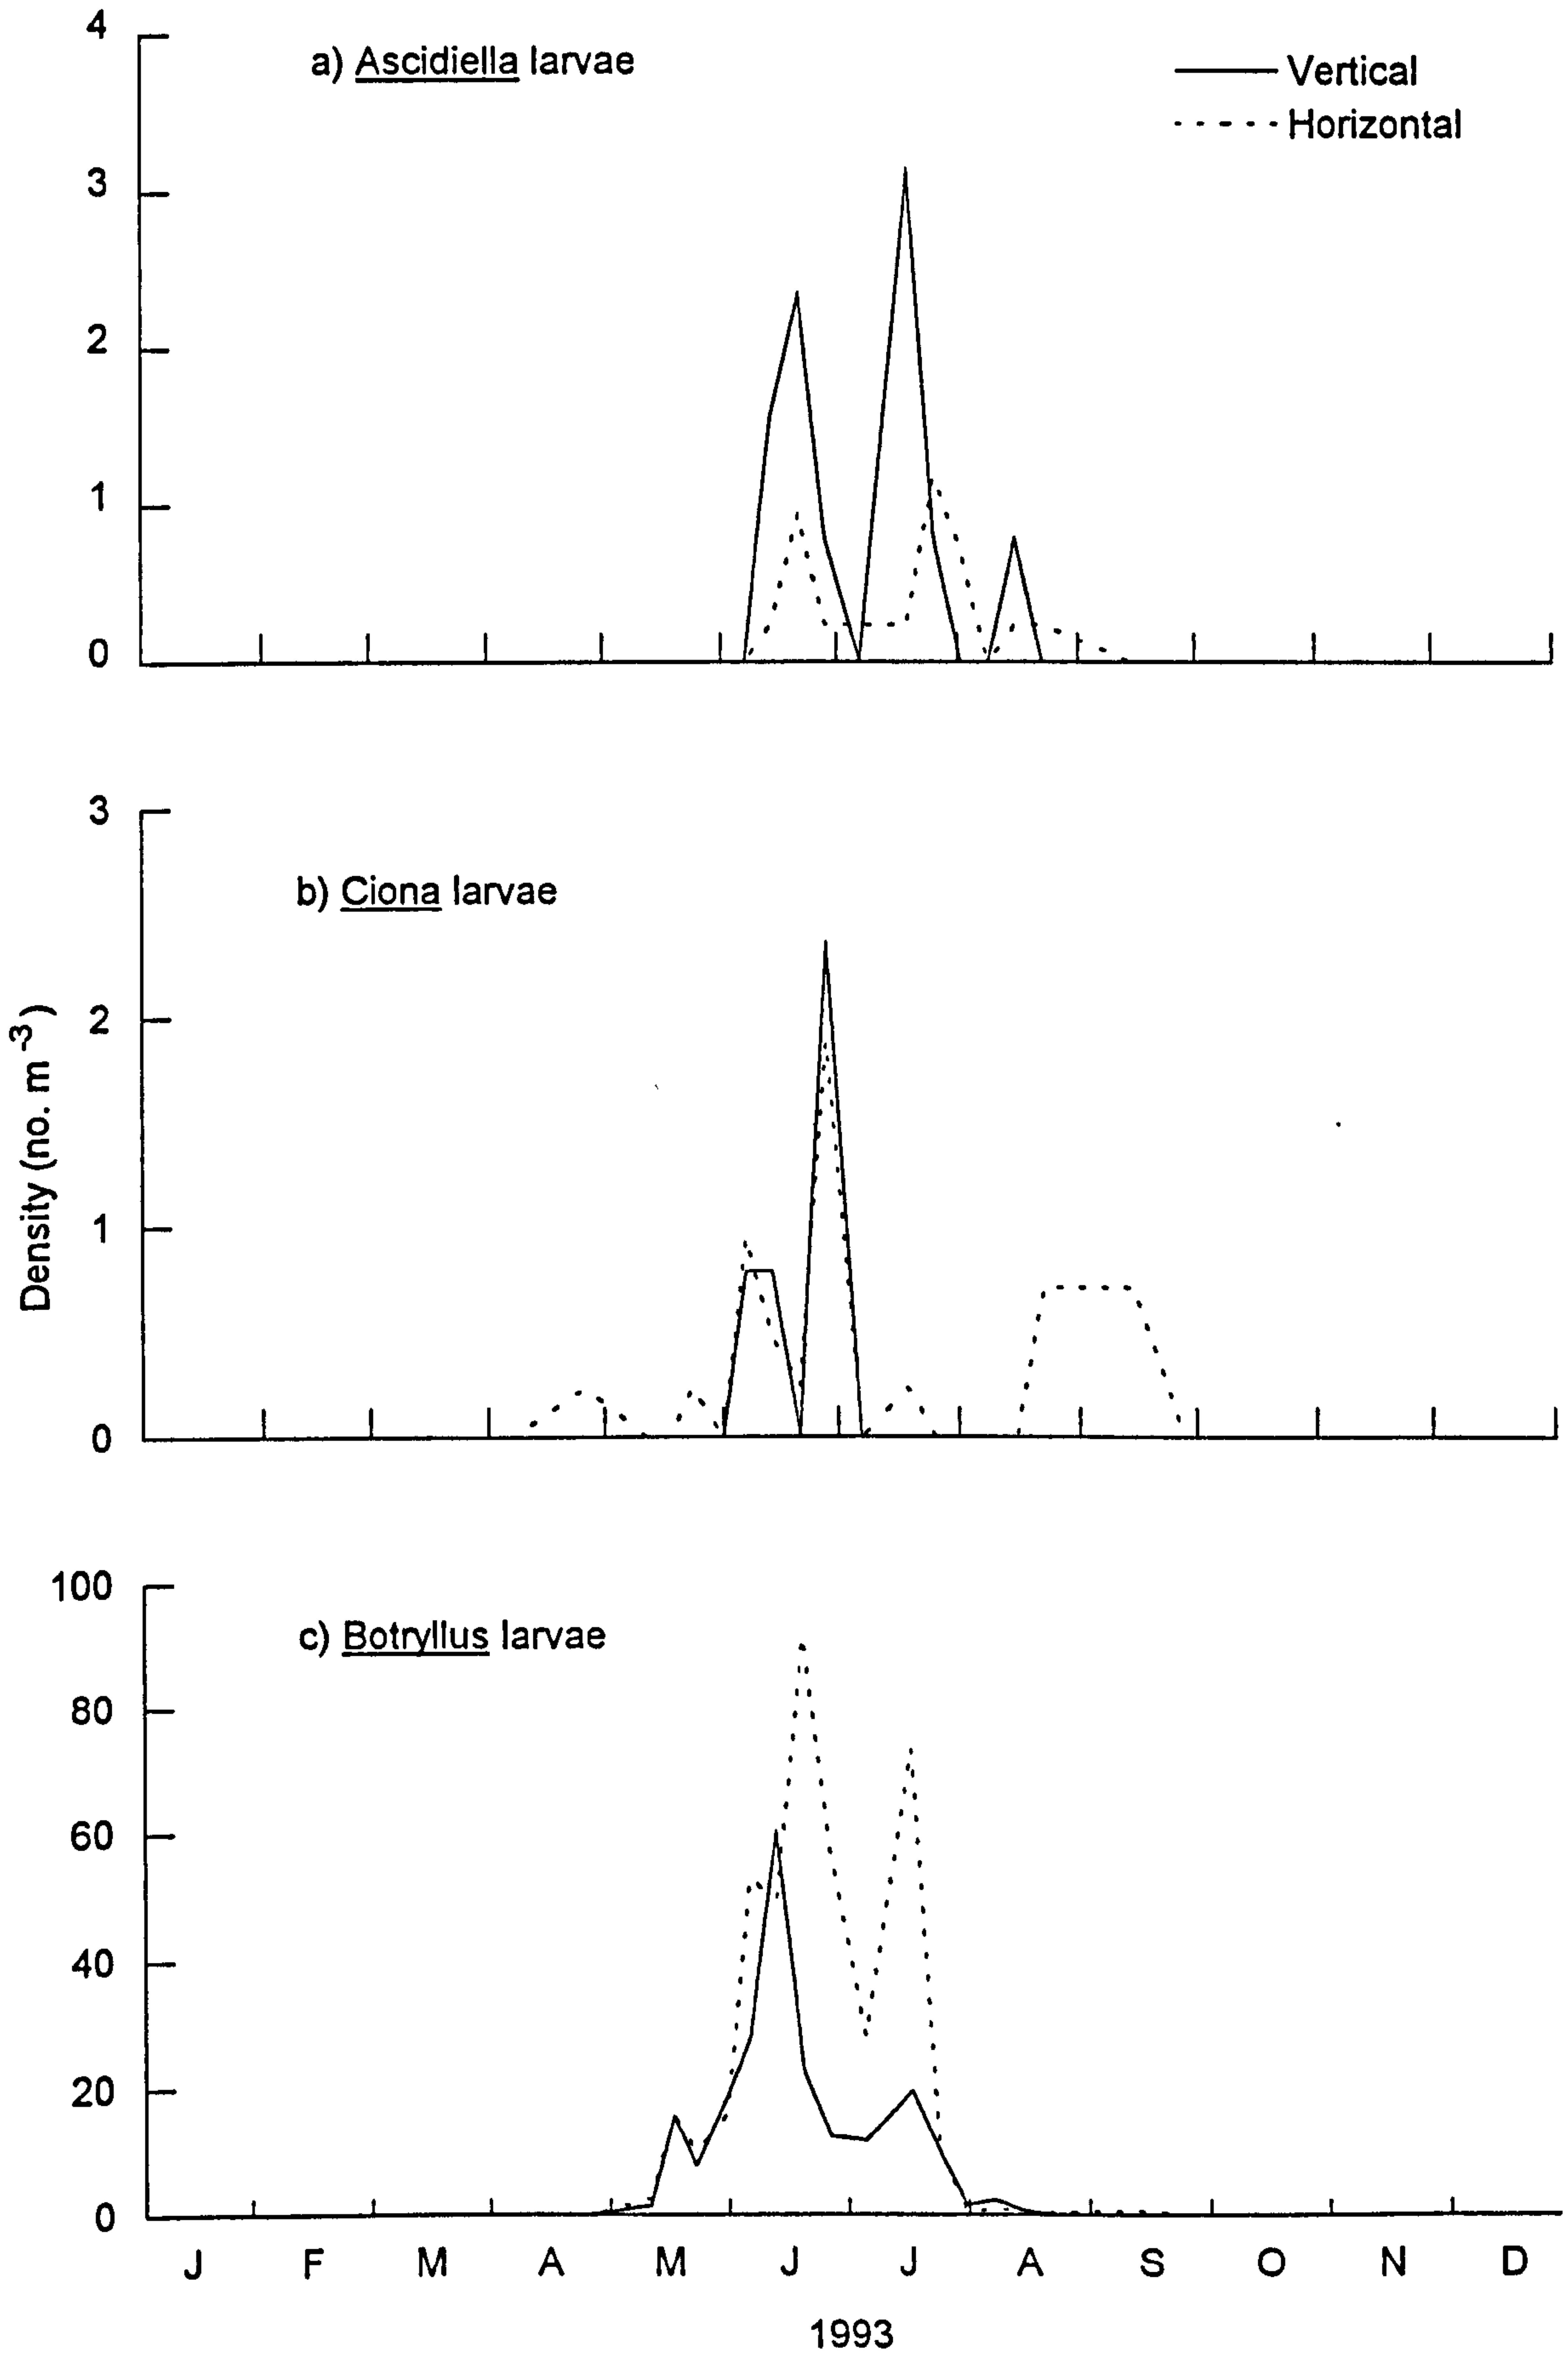 4
a) Ascidiella larvae
Vertical
Horizontal
3
2
1
0
3
b) Ciona larvae
2
1
0
Density (no. m⁻³)
100
c) Botryllus larvae
80
60
40
20
0
J F M A M J J A S O N D
1993